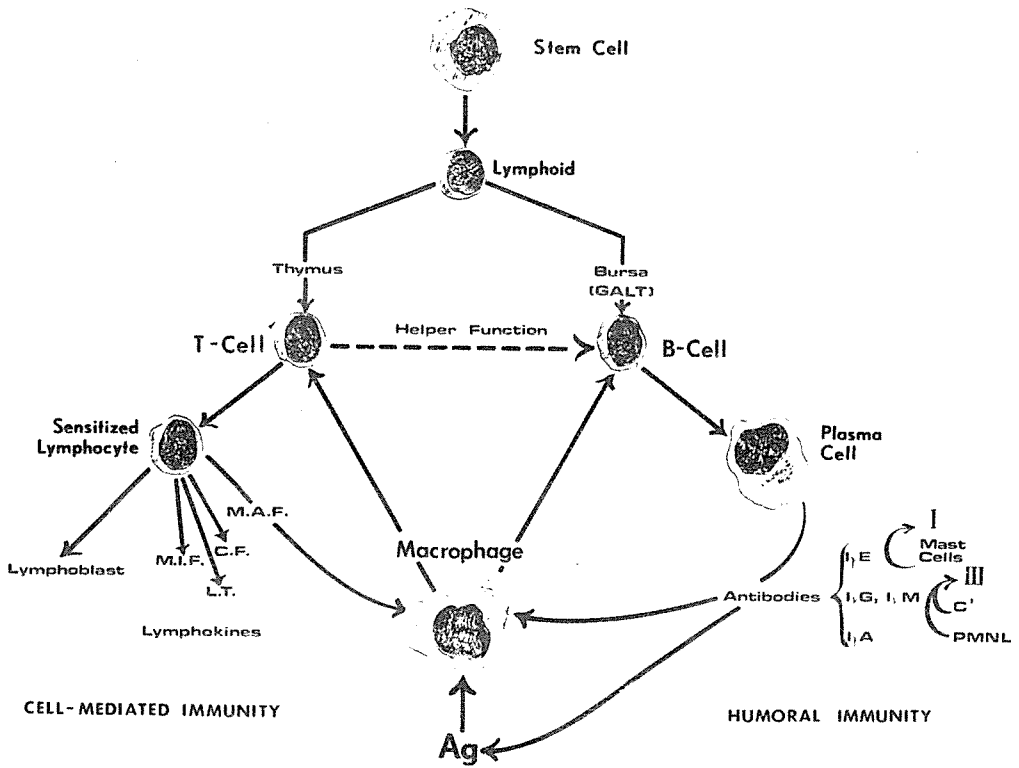 Stem Cell
Lymphoid
Thymus
Bursa
(GALT)
T-Cell
Helper Function
B-Cell
Sensitized
Lymphocyte
Plasma
Cell
M.A.F.
Macrophage
M.I.F.
C.F.
L.T.
Lymphoblast
Lymphokines
I
Mast
Cells
III
Antibodies
I, E
I, G, I, M
C'
I, A
PMNL
CELL-MEDIATED IMMUNITY
HUMORAL IMMUNITY
Ag